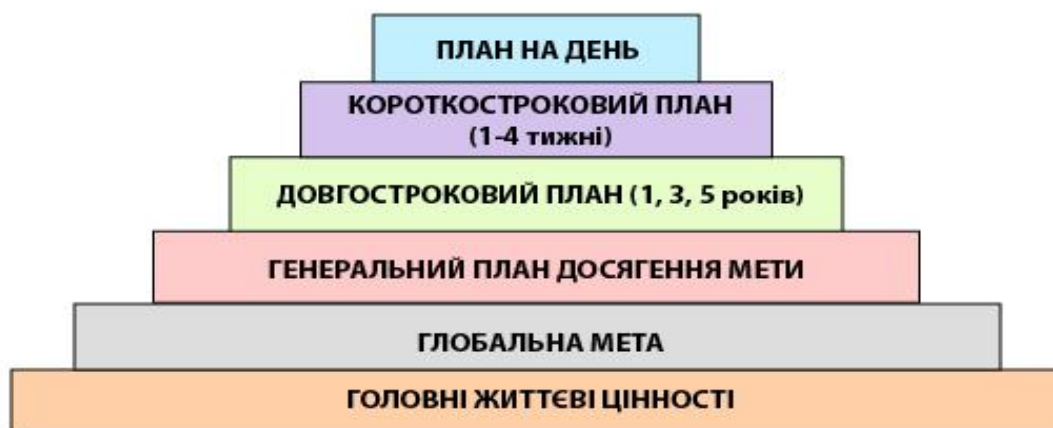 ПЛАН НА ДЕНЬ
КОРОТКОСТРОКОВИЙ ПЛАН
(1-4 тижні)
ДОВГОСТРОКОВИЙ ПЛАН (1, 3, 5 років)
ГЕНЕРАЛЬНИЙ ПЛАН ДОСЯГЕННЯ МЕТИ
ГЛОБАЛЬНА МЕТА
ГОЛОВНІ ЖИТТЄВІ ЦІННОСТІ